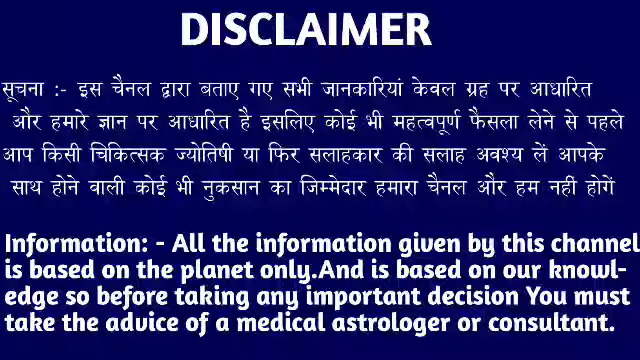 DISCLAIMER
सूचना :- इस चैनल द्वारा बताए गए सभी जानकारियां केवल ग्रह पर आधारित
और हमारे ज्ञान पर आधारित है इसलिए कोई भी महत्वपूर्ण फैसला लेने से पहले
आप किसी चिकित्सक ज्योतिषी या फिर सलाहकार की सलाह अवश्य लें आपके
साथ होने वाली कोई भी नुकसान का जिम्मेदार हमारा चैनल और हम नहीं होगें
Information: - All the information given by this channel
is based on the planet only.And is based on our knowl-
edge so before taking any important decision You must
take the advice of a medical astrologer or consultant.